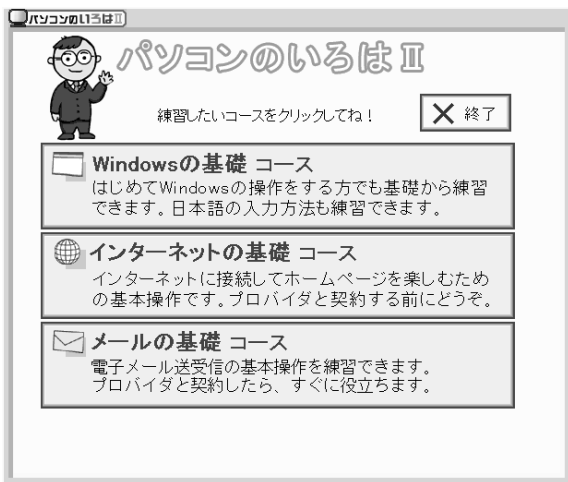 パソコンのいろはⅡ
パソコンのいろはⅡ
練習したいコースをクリックしてね！
終了
Windowsの基礎 コース
はじめてWindowsの操作をする方でも基礎から練習
できます。日本語の入力方法も練習できます。
インターネットの基礎 コース
インターネットに接続してホームページを楽しむため
の基本操作です。プロバイダと契約する前にどうぞ。
メールの基礎 コース
電子メール送受信の基本操作を練習できます。
プロバイダと契約したら、すぐに役立ちます。